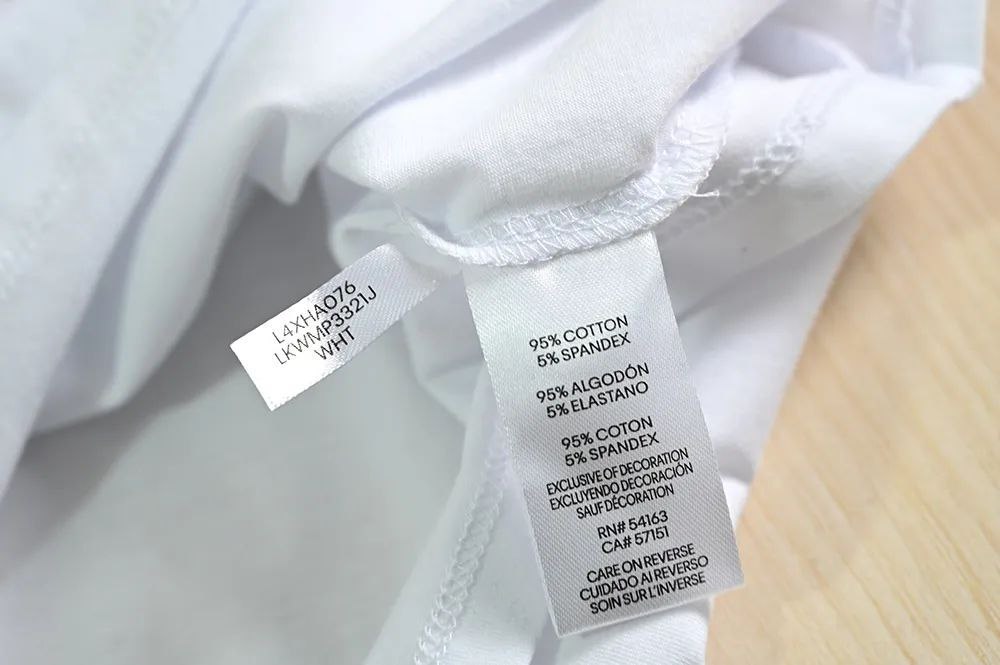 L4XHA076
LKWMP3321J
WHT
95% COTTON
5% SPANDEX
95% ALGODÓN
5% ELASTANO
95% COTON
5% SPANDEX
EXCLUSIVE OF DECORATION
EXCLUYENDO DECORACIÓN
SAUF DÉCORATION
RN# 54163
CA# 57151
CARE ON REVERSE
CUIDADO AI REVERSO
SOIN SUR L'INVERSE